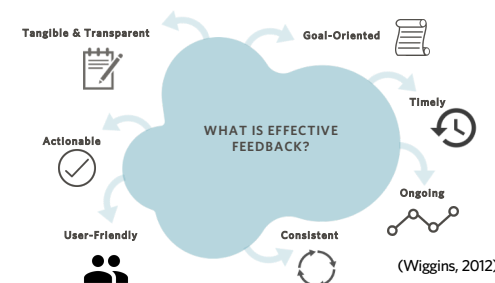 Tangible & Transparent
Goal-Oriented
Timely
WHAT IS EFFECTIVE
FEEDBACK?
Actionable
Ongoing
User-Friendly
Consistent
(Wiggins, 2012)